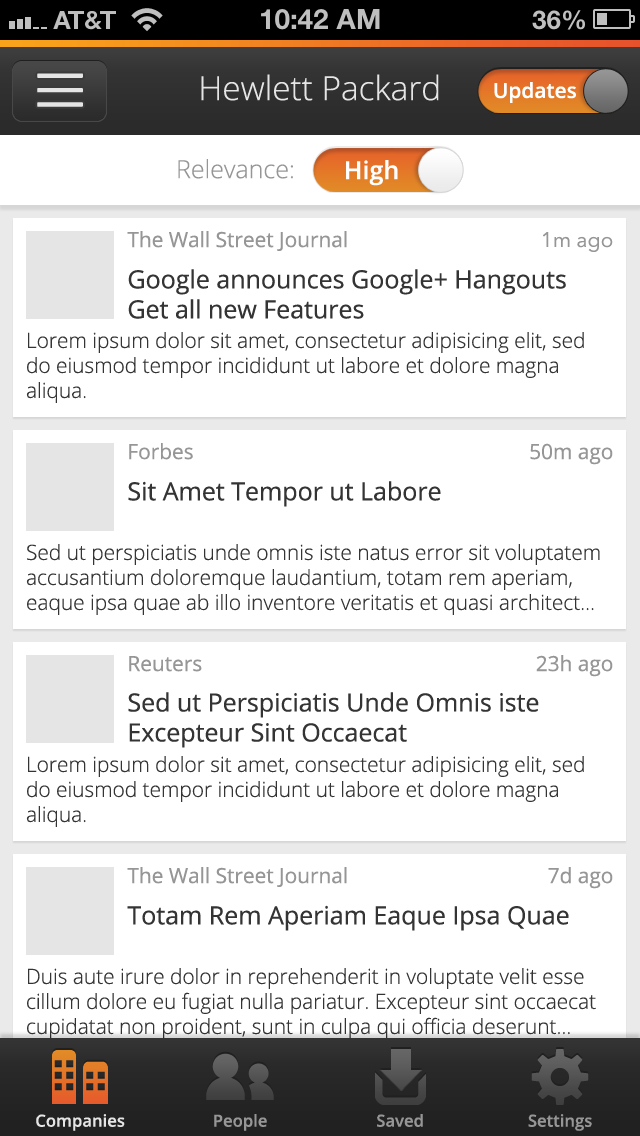 AT&T 10:42 AM 36%
Hewlett Packard Updates
Relevance: High
The Wall Street Journal 1m ago
Google announces Google+ Hangouts
Get all new Features
Lorem ipsum dolor sit amet, consectetur adipisicing elit, sed
do eiusmod tempor incididunt ut labore et dolore magna
aliqua.
Forbes 50m ago
Sit Amet Tempor ut Labore
Sed ut perspiciatis unde omnis iste natus error sit voluptatem
accusantium doloremque laudantium, totam rem aperiam,
eaque ipsa quae ab illo inventore veritatis et quasi architect...
Reuters 23h ago
Sed ut Perspiciatis Unde Omnis iste
Excepteur Sint Occaecat
Lorem ipsum dolor sit amet, consectetur adipisicing elit, sed
do eiusmod tempor incididunt ut labore et dolore magna
aliqua.
The Wall Street Journal 7d ago
Totam Rem Aperiam Eaque Ipsa Quae
Duis aute irure dolor in reprehenderit in voluptate velit esse
cillum dolore eu fugiat nulla pariatur. Excepteur sint occaecat
cupidatat non proident, sunt in culpa qui officia deserunt...
Companies People Saved Settings